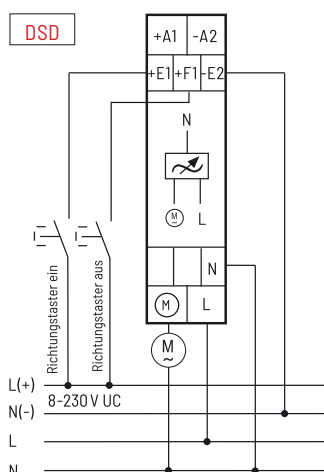 DSD
+A1 -A2
+E1 +F1 -E2
N
M
~ L
N
M L
M
~
Richtungstaster ein
Richtungstaster aus
L(+)
8-230 V UC
N(-)
L
N